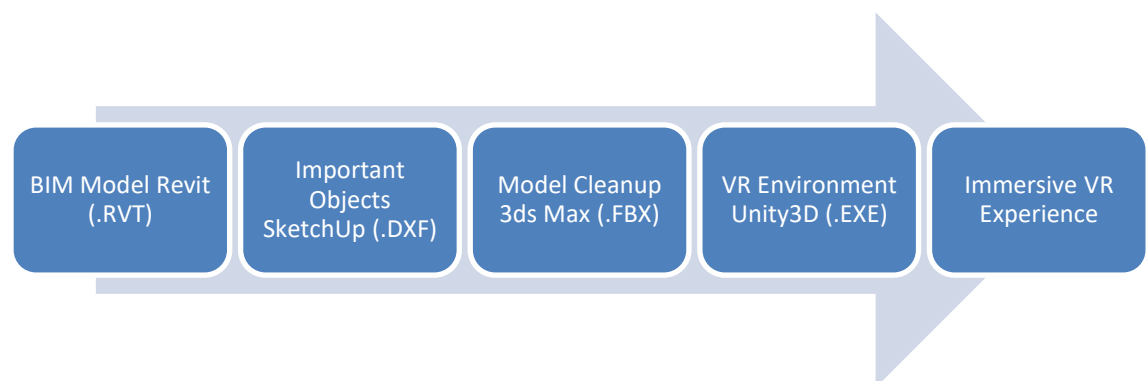 BIM Model Revit
(.RVT)
Important
Objects
SketchUp (.DXF)
Model Cleanup
3ds Max (.FBX)
VR Environment
Unity3D (.EXE)
Immersive VR
Experience